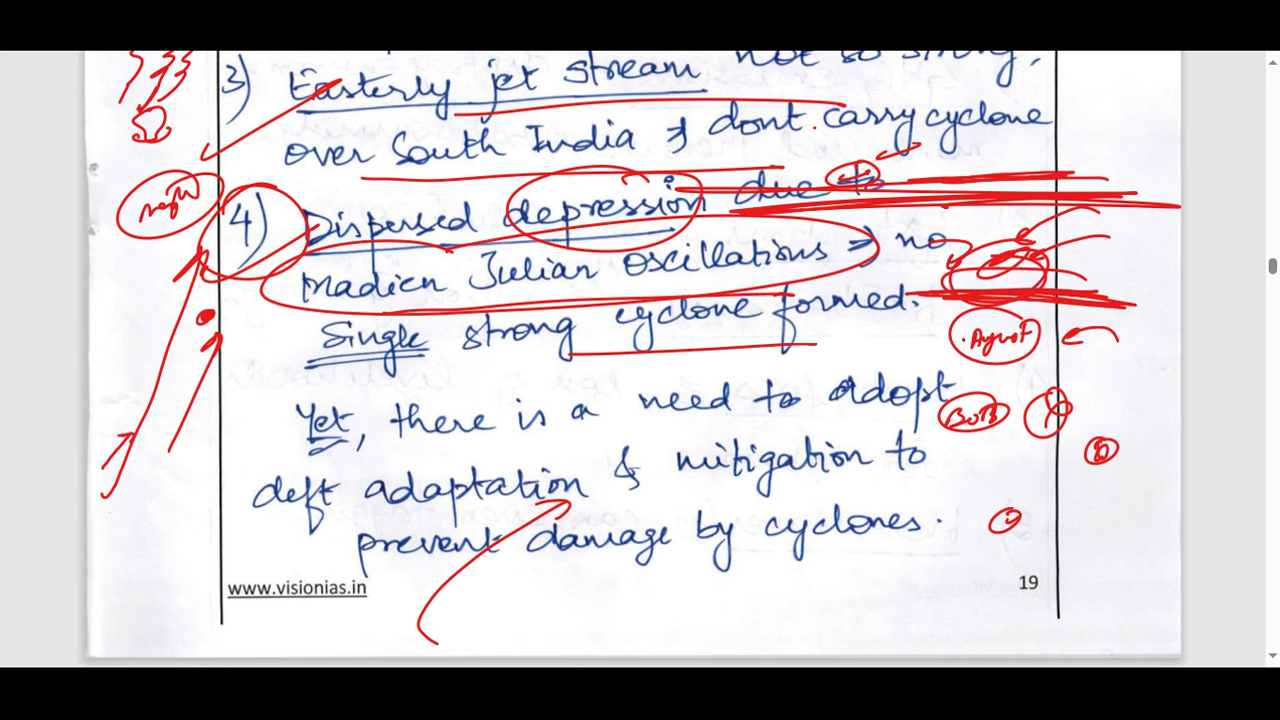 3) Easterly jet stream not so strong,
over South India & dont carry cyclone
4) Dispersed depression due to
Madien Julian Oscillations ⇒ no
Single strong cyclone formed.
August
Yet, there is a need to adopt
BoB
deft adaptation & mitigation to
prevent damage by cyclones.
www.visionias.in 19